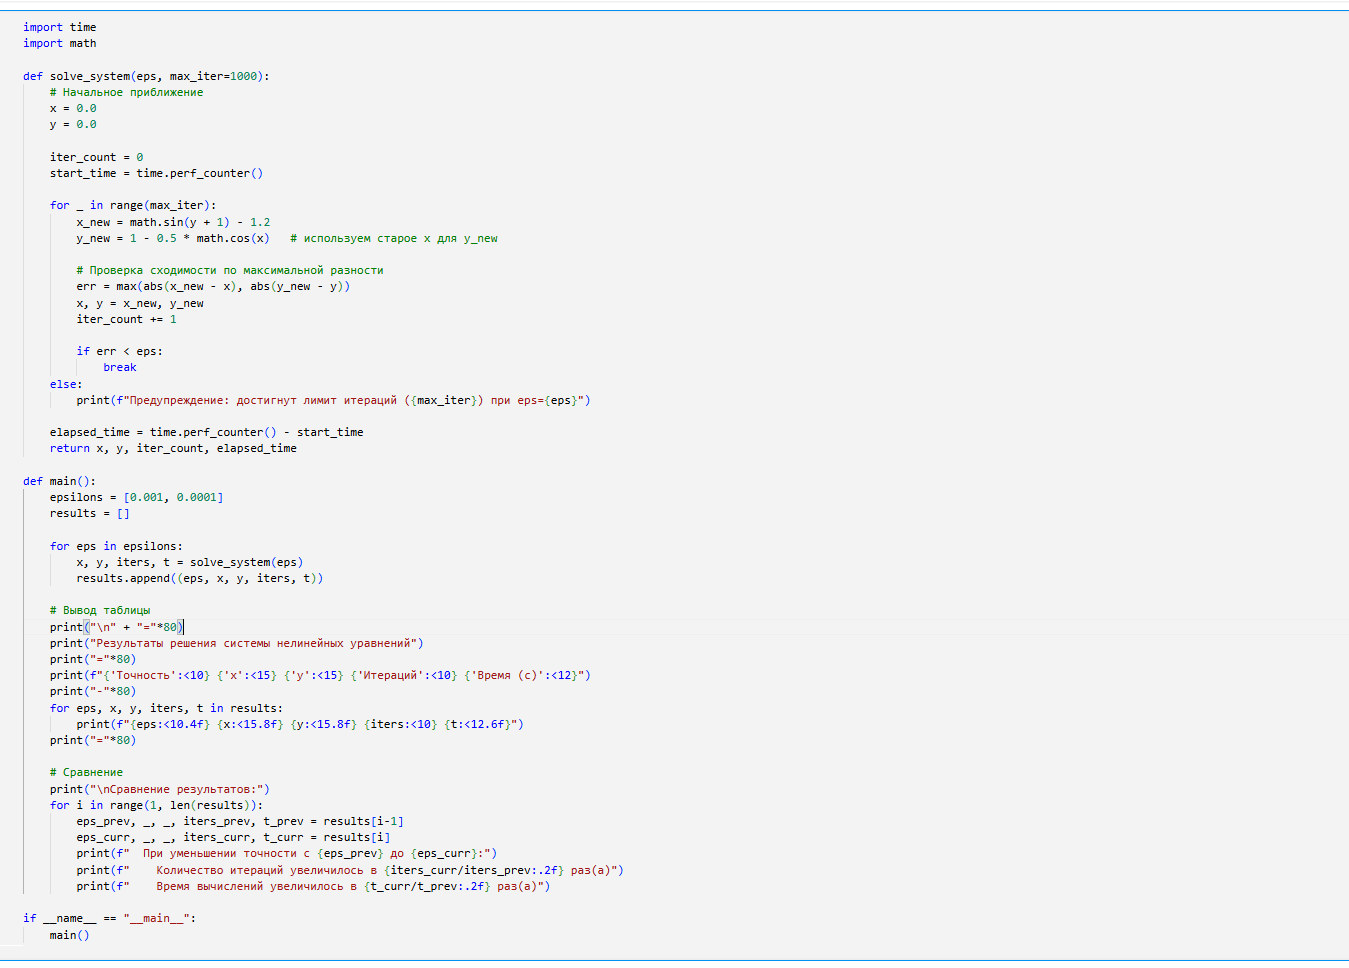 import time
import math
def solve_system(eps, max_iter=1000):
# Начальное приближение
x = 0.0
y = 0.0
iter_count = 0
start_time = time.perf_counter()
for _ in range(max_iter):
x_new = math.sin(y + 1) - 1.2
y_new = 1 - 0.5 * math.cos(x)   # используем старое x для y_new
# Проверка сходимости по максимальной разности
err = max(abs(x_new - x), abs(y_new - y))
x, y = x_new, y_new
iter_count += 1
if err < eps:
break
else:
print(f"Предупреждение: достигнут лимит итераций ({max_iter}) при eps={eps}")
elapsed_time = time.perf_counter() - start_time
return x, y, iter_count, elapsed_time
def main():
epsilons = [0.001, 0.0001]
results = []
for eps in epsilons:
x, y, iters, t = solve_system(eps)
results.append((eps, x, y, iters, t))
# Вывод таблицы
print("\n" + "="*80)
print("Результаты решения системы нелинейных уравнений")
print("="*80)
print(f"{'Точность':<10} {'x':<15} {'y':<15} {'Итераций':<10} {'Время (с)':<12}")
print("-"*80)
for eps, x, y, iters, t in results:
print(f"{eps:<10.4f} {x:<15.8f} {y:<15.8f} {iters:<10} {t:<12.6f}")
print("="*80)
# Сравнение
print("\nСравнение результатов:")
for i in range(1, len(results)):
eps_prev, _, _, iters_prev, t_prev = results[i-1]
eps_curr, _, _, iters_curr, t_curr = results[i]
print(f"  При уменьшении точности с {eps_prev} до {eps_curr}:")
print(f"    Количество итераций увеличилось в {iters_curr/iters_prev:.2f} раз(а)")
print(f"    Время вычислений увеличилось в {t_curr/t_prev:.2f} раз(а)")
if __name__ == "__main__":
main()